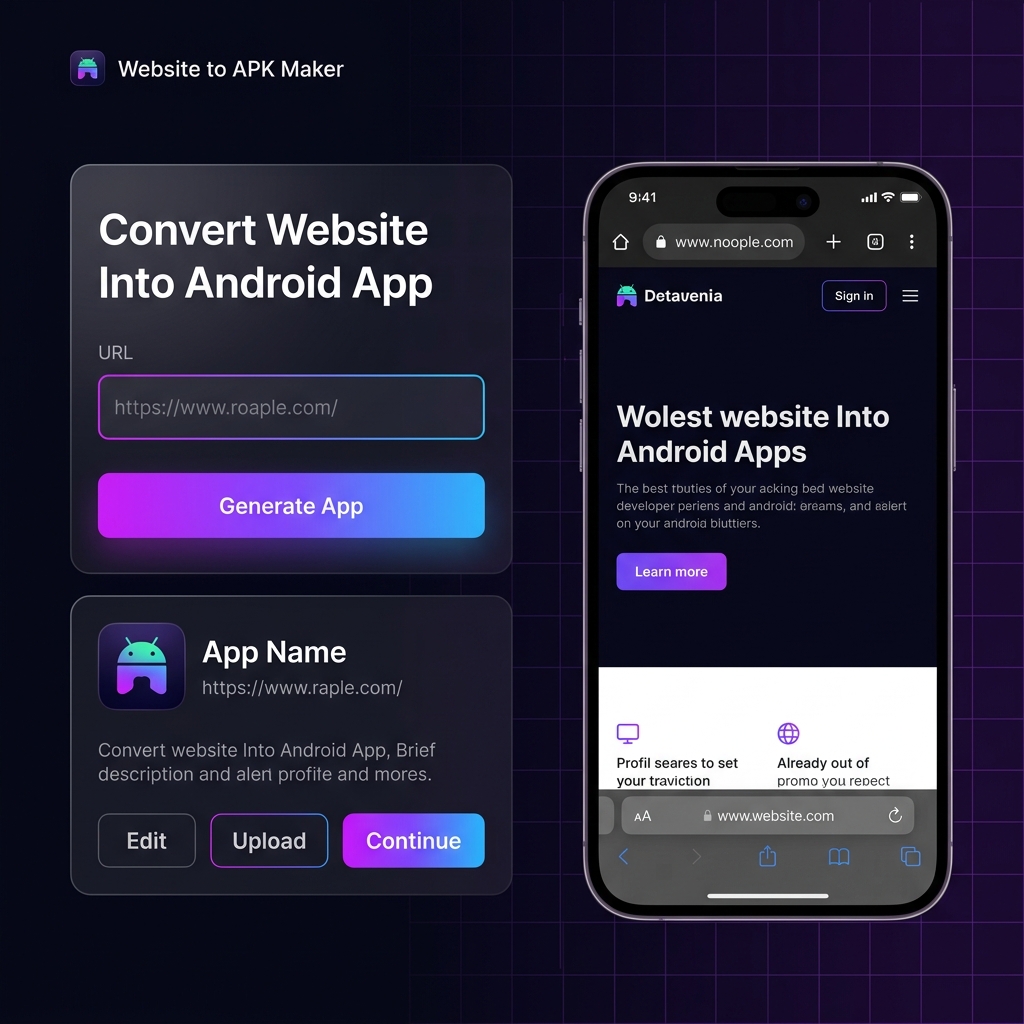 Website to APK Maker
Convert Website
Into Android App
URL
https://www.roaple.com/
Generate App
App Name
https://www.raple.com/
Convert website Into Android App, Brief
description and alert profite and mores.
Edit
Upload
Continue
9:41
www.noople.com
Detavenia
Sign in
Wolest website Into
Android Apps
The best tbuties of your acking bed website
developer periens and android: oreams, and aelert
on your android bluttiers.
Learn more
Profil seares to set
your traviction
Already out of
promo you repect
AA
www.website.com